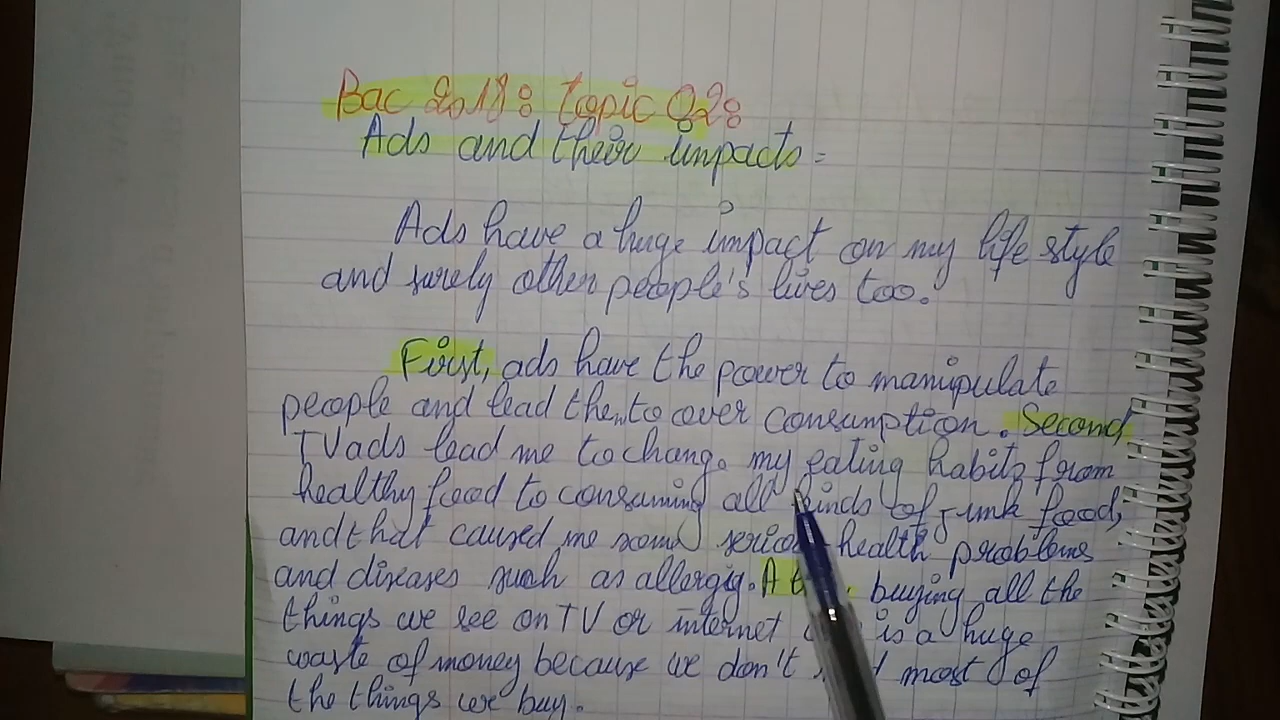 Bac 2018: topic 02:
Ads and their impacts:
Ads have a huge impact on my life style
and surely other people's lives too.
First, ads have the power to manipulate
people and lead them to over consumption. Second,
TV ads lead me to change my eating habits from
healthy food to consuming all kinds of junk food,
and that caused me some serious health problems
and diseases such as allergig. buying all the
things we see on TV or internet is a huge
waste of money because we don't most of
the things we buy.